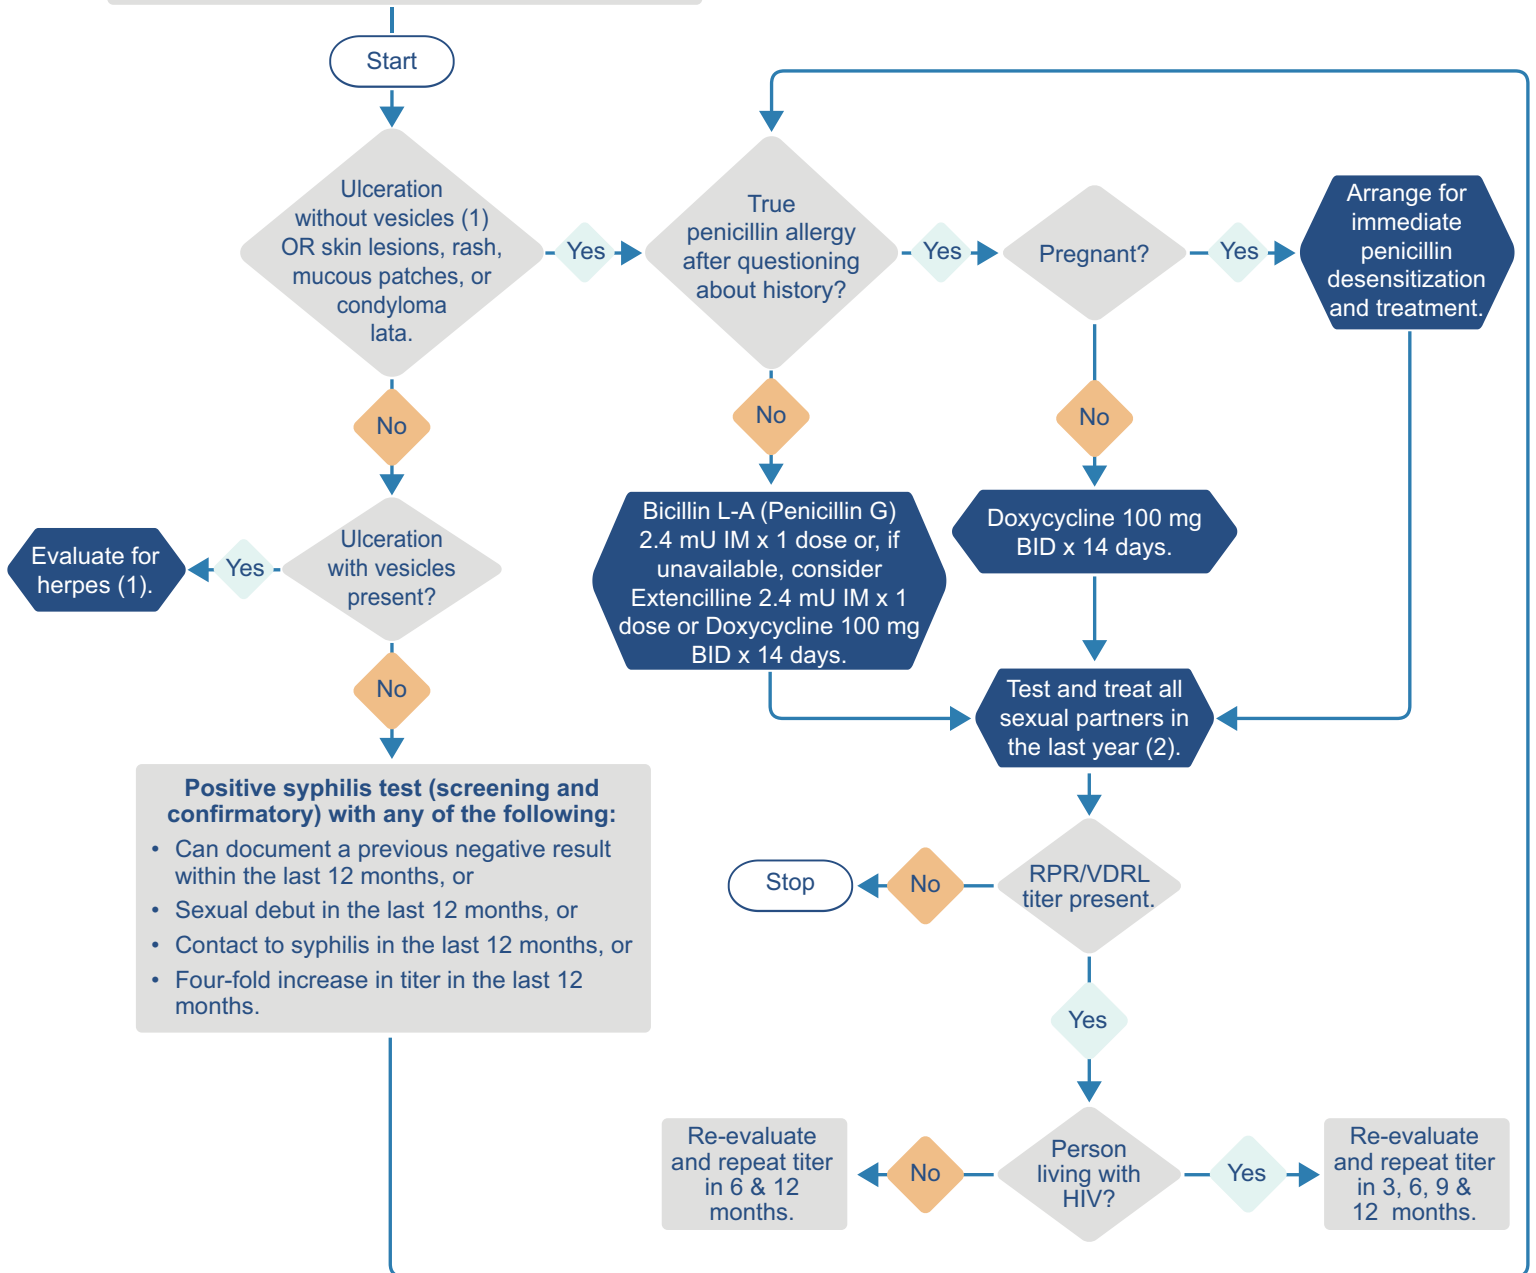 Start
Ulceration
without vesicles (1)
OR skin lesions, rash,
mucous patches, or
condyloma
lata.
Yes
True
penicillin allergy
after questioning
about history?
Yes
Pregnant?
Yes
Arrange for
immediate
penicillin
desensitization
and treatment.
No
No
No
Bicillin L-A (Penicillin G)
2.4 mU IM x 1 dose or, if
unavailable, consider
Extencilline 2.4 mU IM x 1
dose or Doxycycline 100 mg
BID x 14 days.
Doxycycline 100 mg
BID x 14 days.
Evaluate for
herpes (1).
Yes
Ulceration
with vesicles
present?
No
Test and treat all
sexual partners in
the last year (2).
Positive syphilis test (screening and
confirmatory) with any of the following:
• Can document a previous negative result
within the last 12 months, or
• Sexual debut in the last 12 months, or
• Contact to syphilis in the last 12 months, or
• Four-fold increase in titer in the last 12
months.
Stop
No
RPR/VDRL
titer present.
Yes
Re-evaluate
and repeat titer
in 6 & 12
months.
No
Person
living with
HIV?
Yes
Re-evaluate
and repeat titer
in 3, 6, 9 &
12 months.